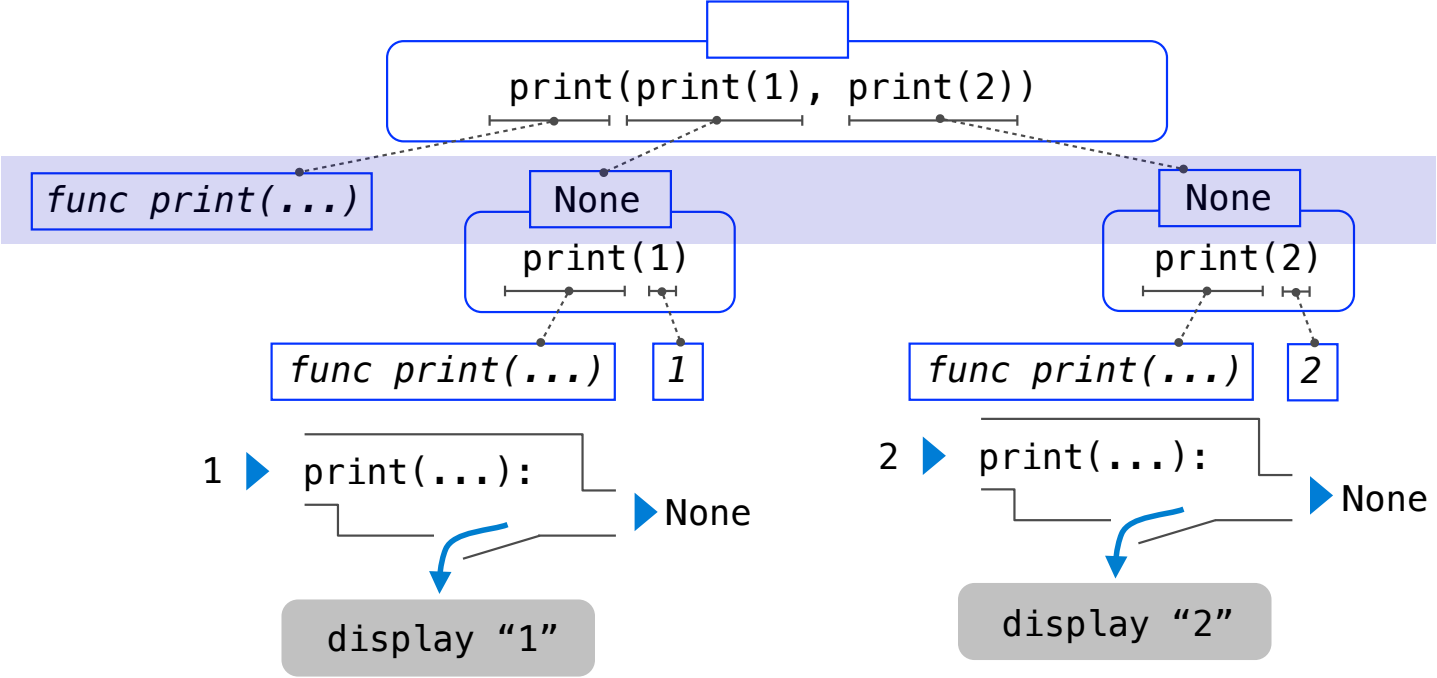 print(print(1), print(2))
func print(...)
None
None
print(1)
print(2)
func print(...)
1
func print(...)
2
1
print(...):
None
2
print(...):
None
display “1”
display “2”